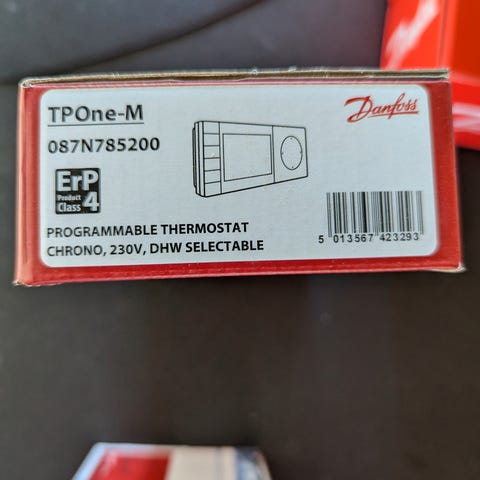 TPOne-M
Danfoss
087N785200
ErP
Product
Class
4
PROGRAMMABLE THERMOSTAT
CHRONO, 230V, DHW SELECTABLE
5 013567 423293